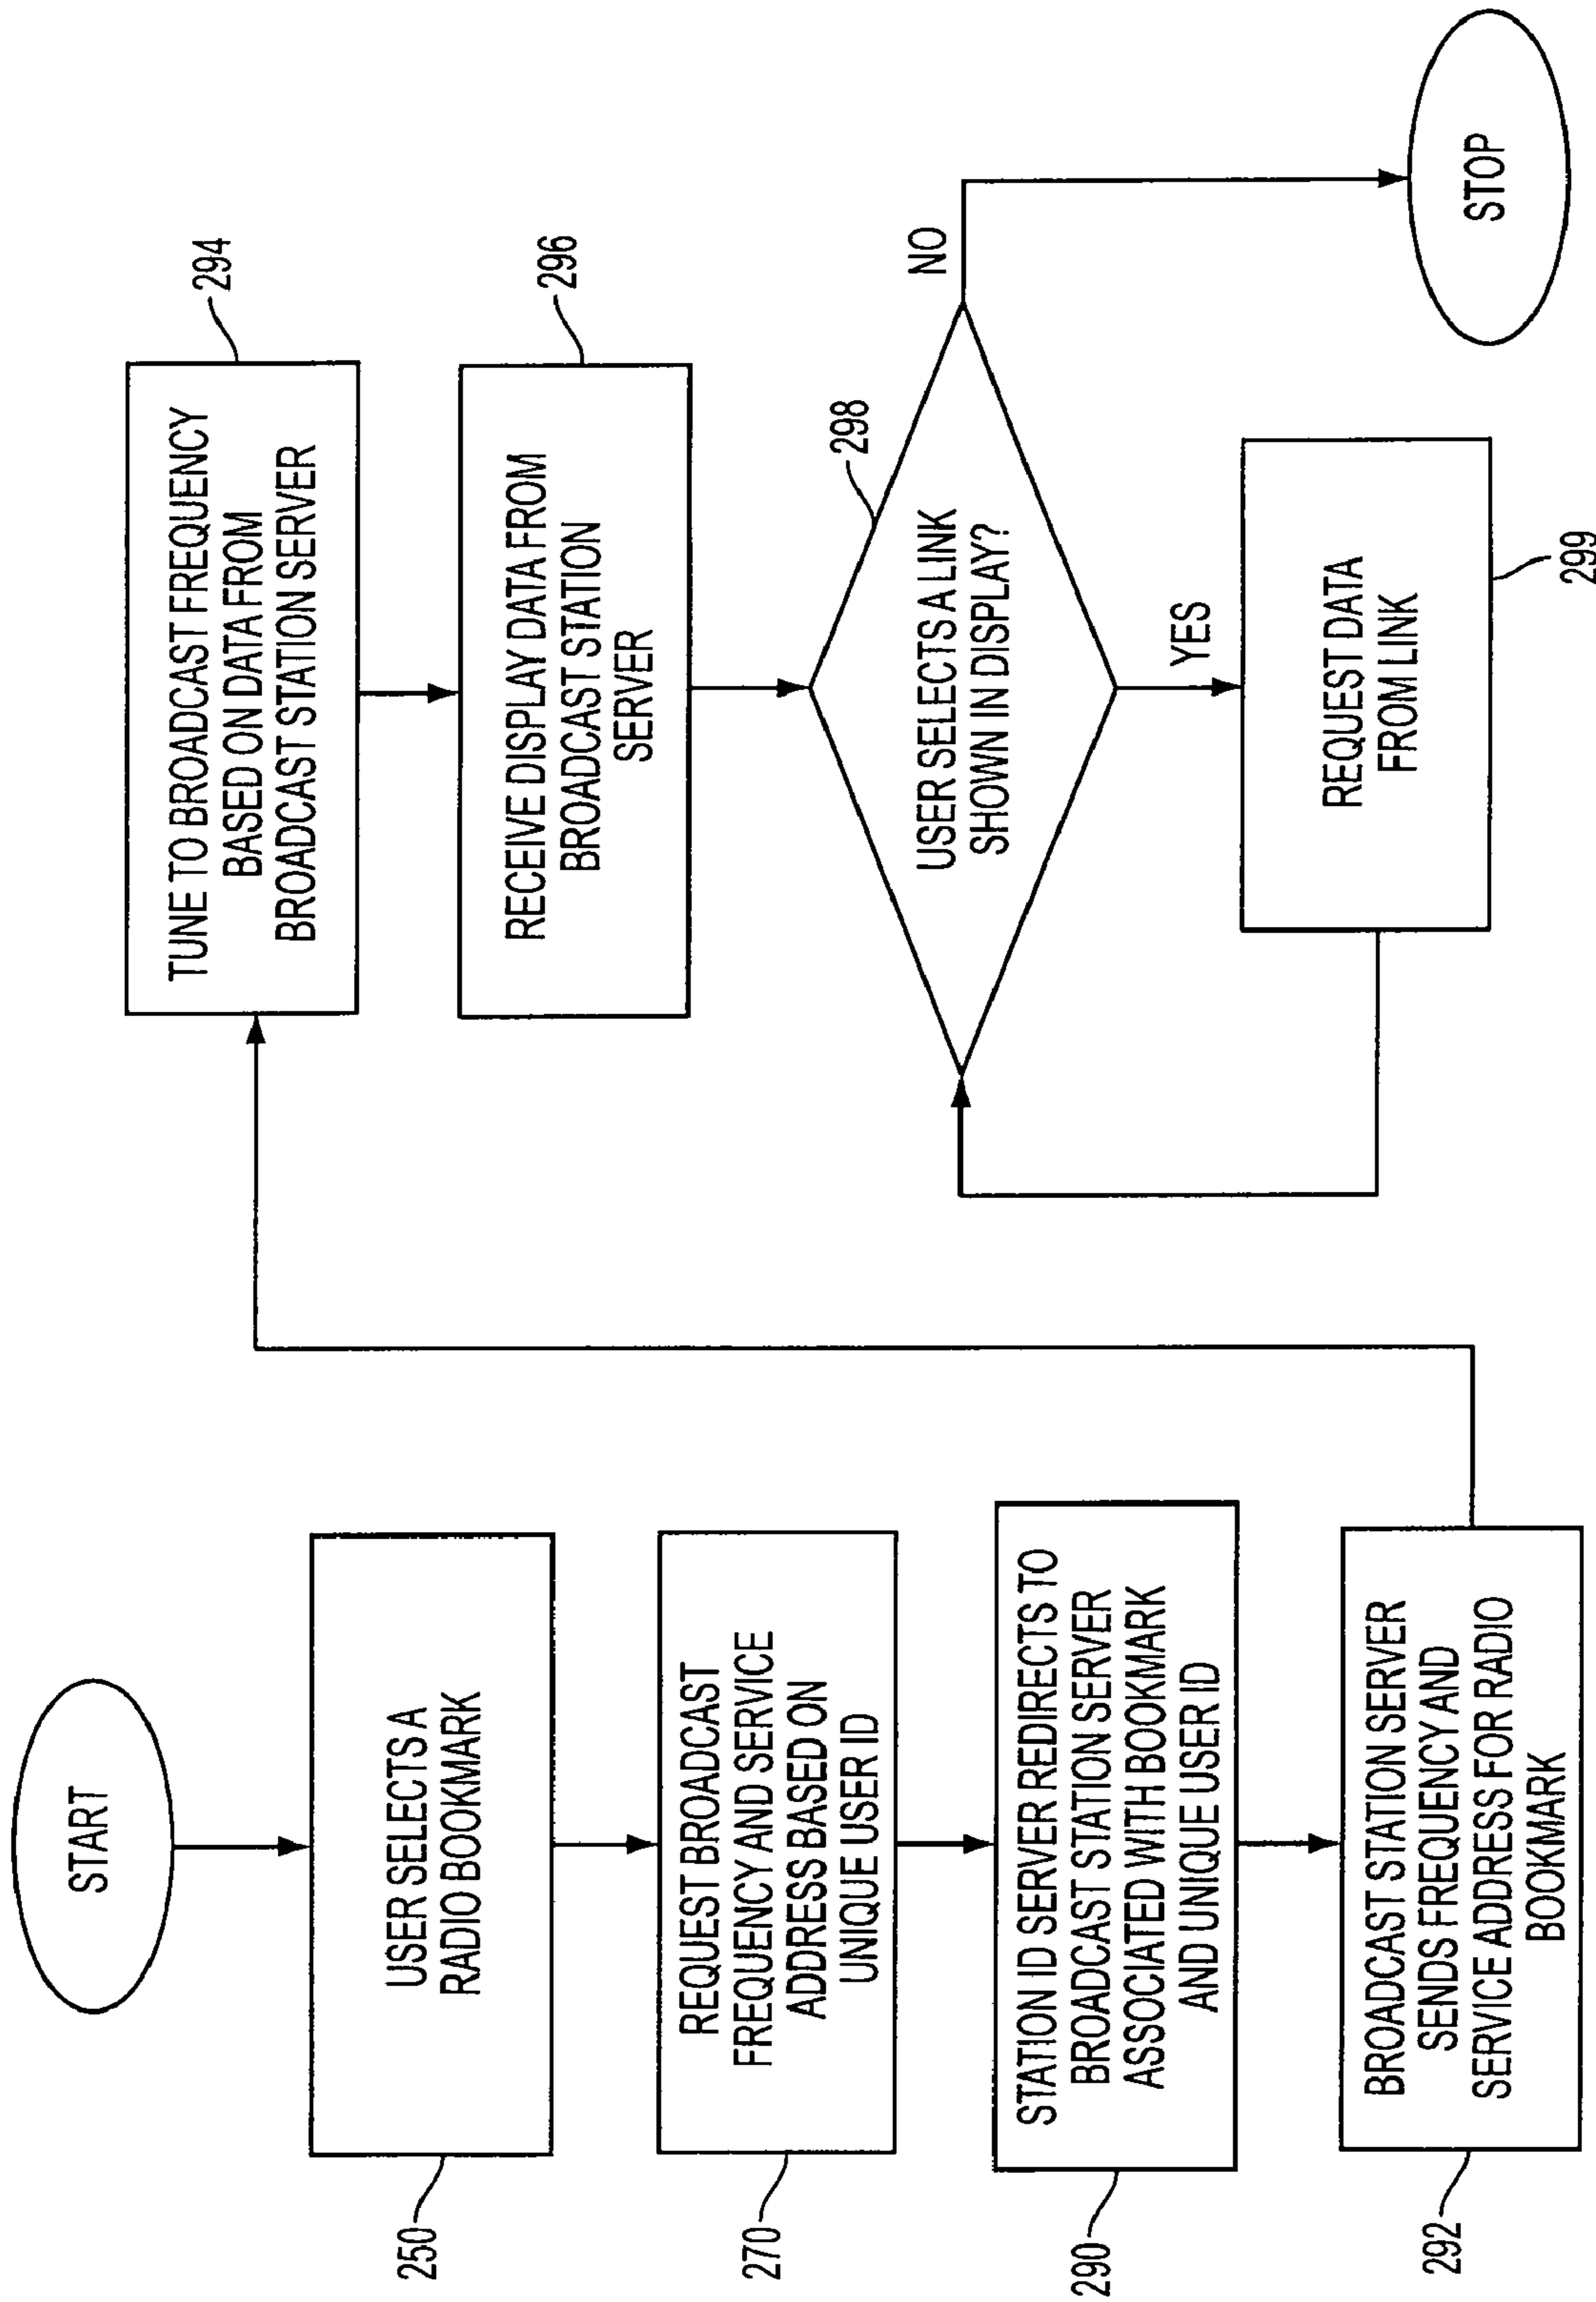 START
USER SELECTS A
RADIO BOOKMARK
250
REQUEST BROADCAST
FREQUENCY AND SERVICE
ADDRESS BASED ON
UNIQUE USER ID
270
STATION ID SERVER REDIRECTS TO
BROADCAST STATION SERVER
ASSOCIATED WITH BOOKMARK
AND UNIQUE USER ID
290
BROADCAST STATION SERVER
SENDS FREQUENCY AND
SERVICE ADDRESS FOR RADIO
BOOKMARK
292
TUNE TO BROADCAST FREQUENCY
BASED ON DATA FROM
BROADCAST STATION SERVER
294
RECEIVE DISPLAY DATA FROM
BROADCAST STATION
SERVER
296
USER SELECTS A LINK
SHOWN IN DISPLAY?
298
NO
YES
REQUEST DATA
FROM LINK
299
STOP